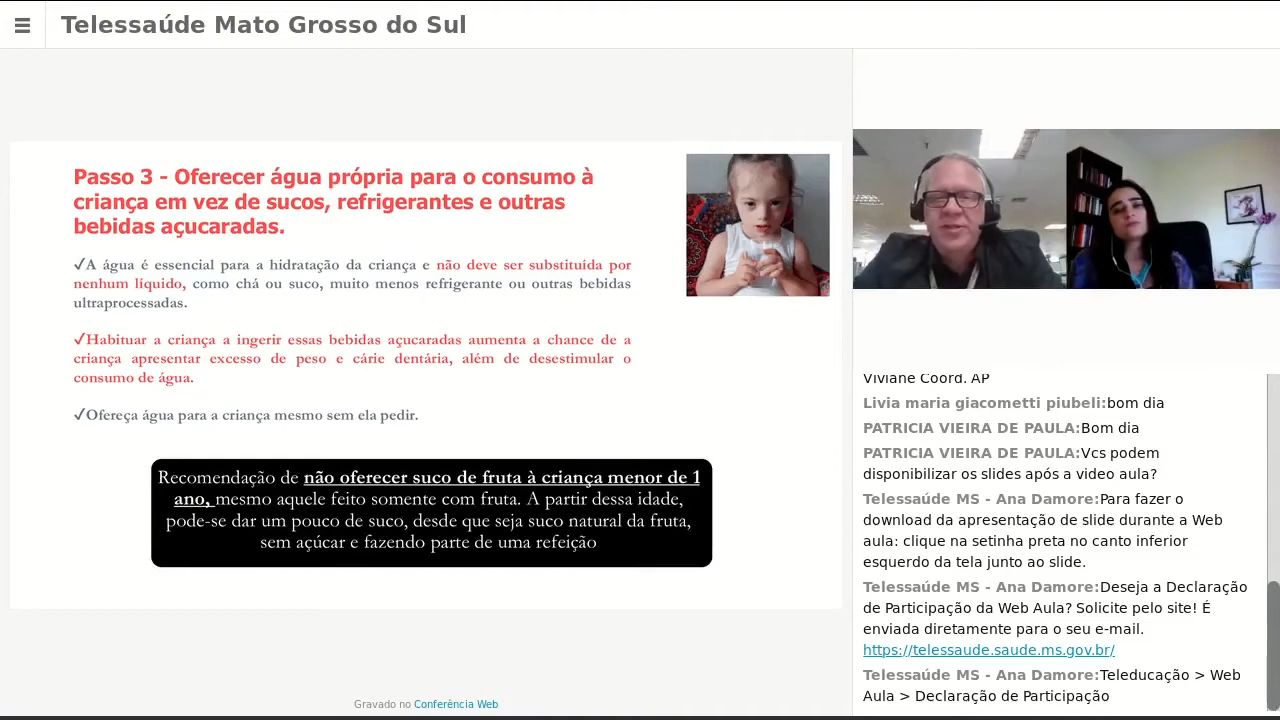 Telessaúde Mato Grosso do Sul
Passo 3 - Oferecer água própria para o consumo à
criança em vez de sucos, refrigerantes e outras
bebidas açucaradas.
✓A água é essencial para a hidratação da criança e não deve ser substituída por
nenhum líquido, como chá ou suco, muito menos refrigerante ou outras bebidas
ultraprocessadas.
✓Habituar a criança a ingerir essas bebidas açucaradas aumenta a chance de a
criança apresentar excesso de peso e cárie dentária, além de desestimular o
consumo de água.
✓Ofereça água para a criança mesmo sem ela pedir.
Recomendação de não oferecer suco de fruta à criança menor de 1
ano, mesmo aquele feito somente com fruta. A partir dessa idade,
pode-se dar um pouco de suco, desde que seja suco natural da fruta,
sem açúcar e fazendo parte de uma refeição
Gravado no Conferência Web
Viviane Coord. AP
Livia maria giacometti piubeli:bom dia
PATRICIA VIEIRA DE PAULA:Bom dia
PATRICIA VIEIRA DE PAULA:Vcs podem
disponibilizar os slides após a video aula?
Telessaúde MS - Ana Damore:Para fazer o
download da apresentação de slide durante a Web
aula: clique na setinha preta no canto inferior
esquerdo da tela junto ao slide.
Telessaúde MS - Ana Damore:Deseja a Declaração
de Participação da Web Aula? Solicite pelo site! É
enviada diretamente para o seu e-mail.
https://telessaude.saude.ms.gov.br/
Telessaúde MS - Ana Damore:Teleducação > Web
Aula > Declaração de Participação